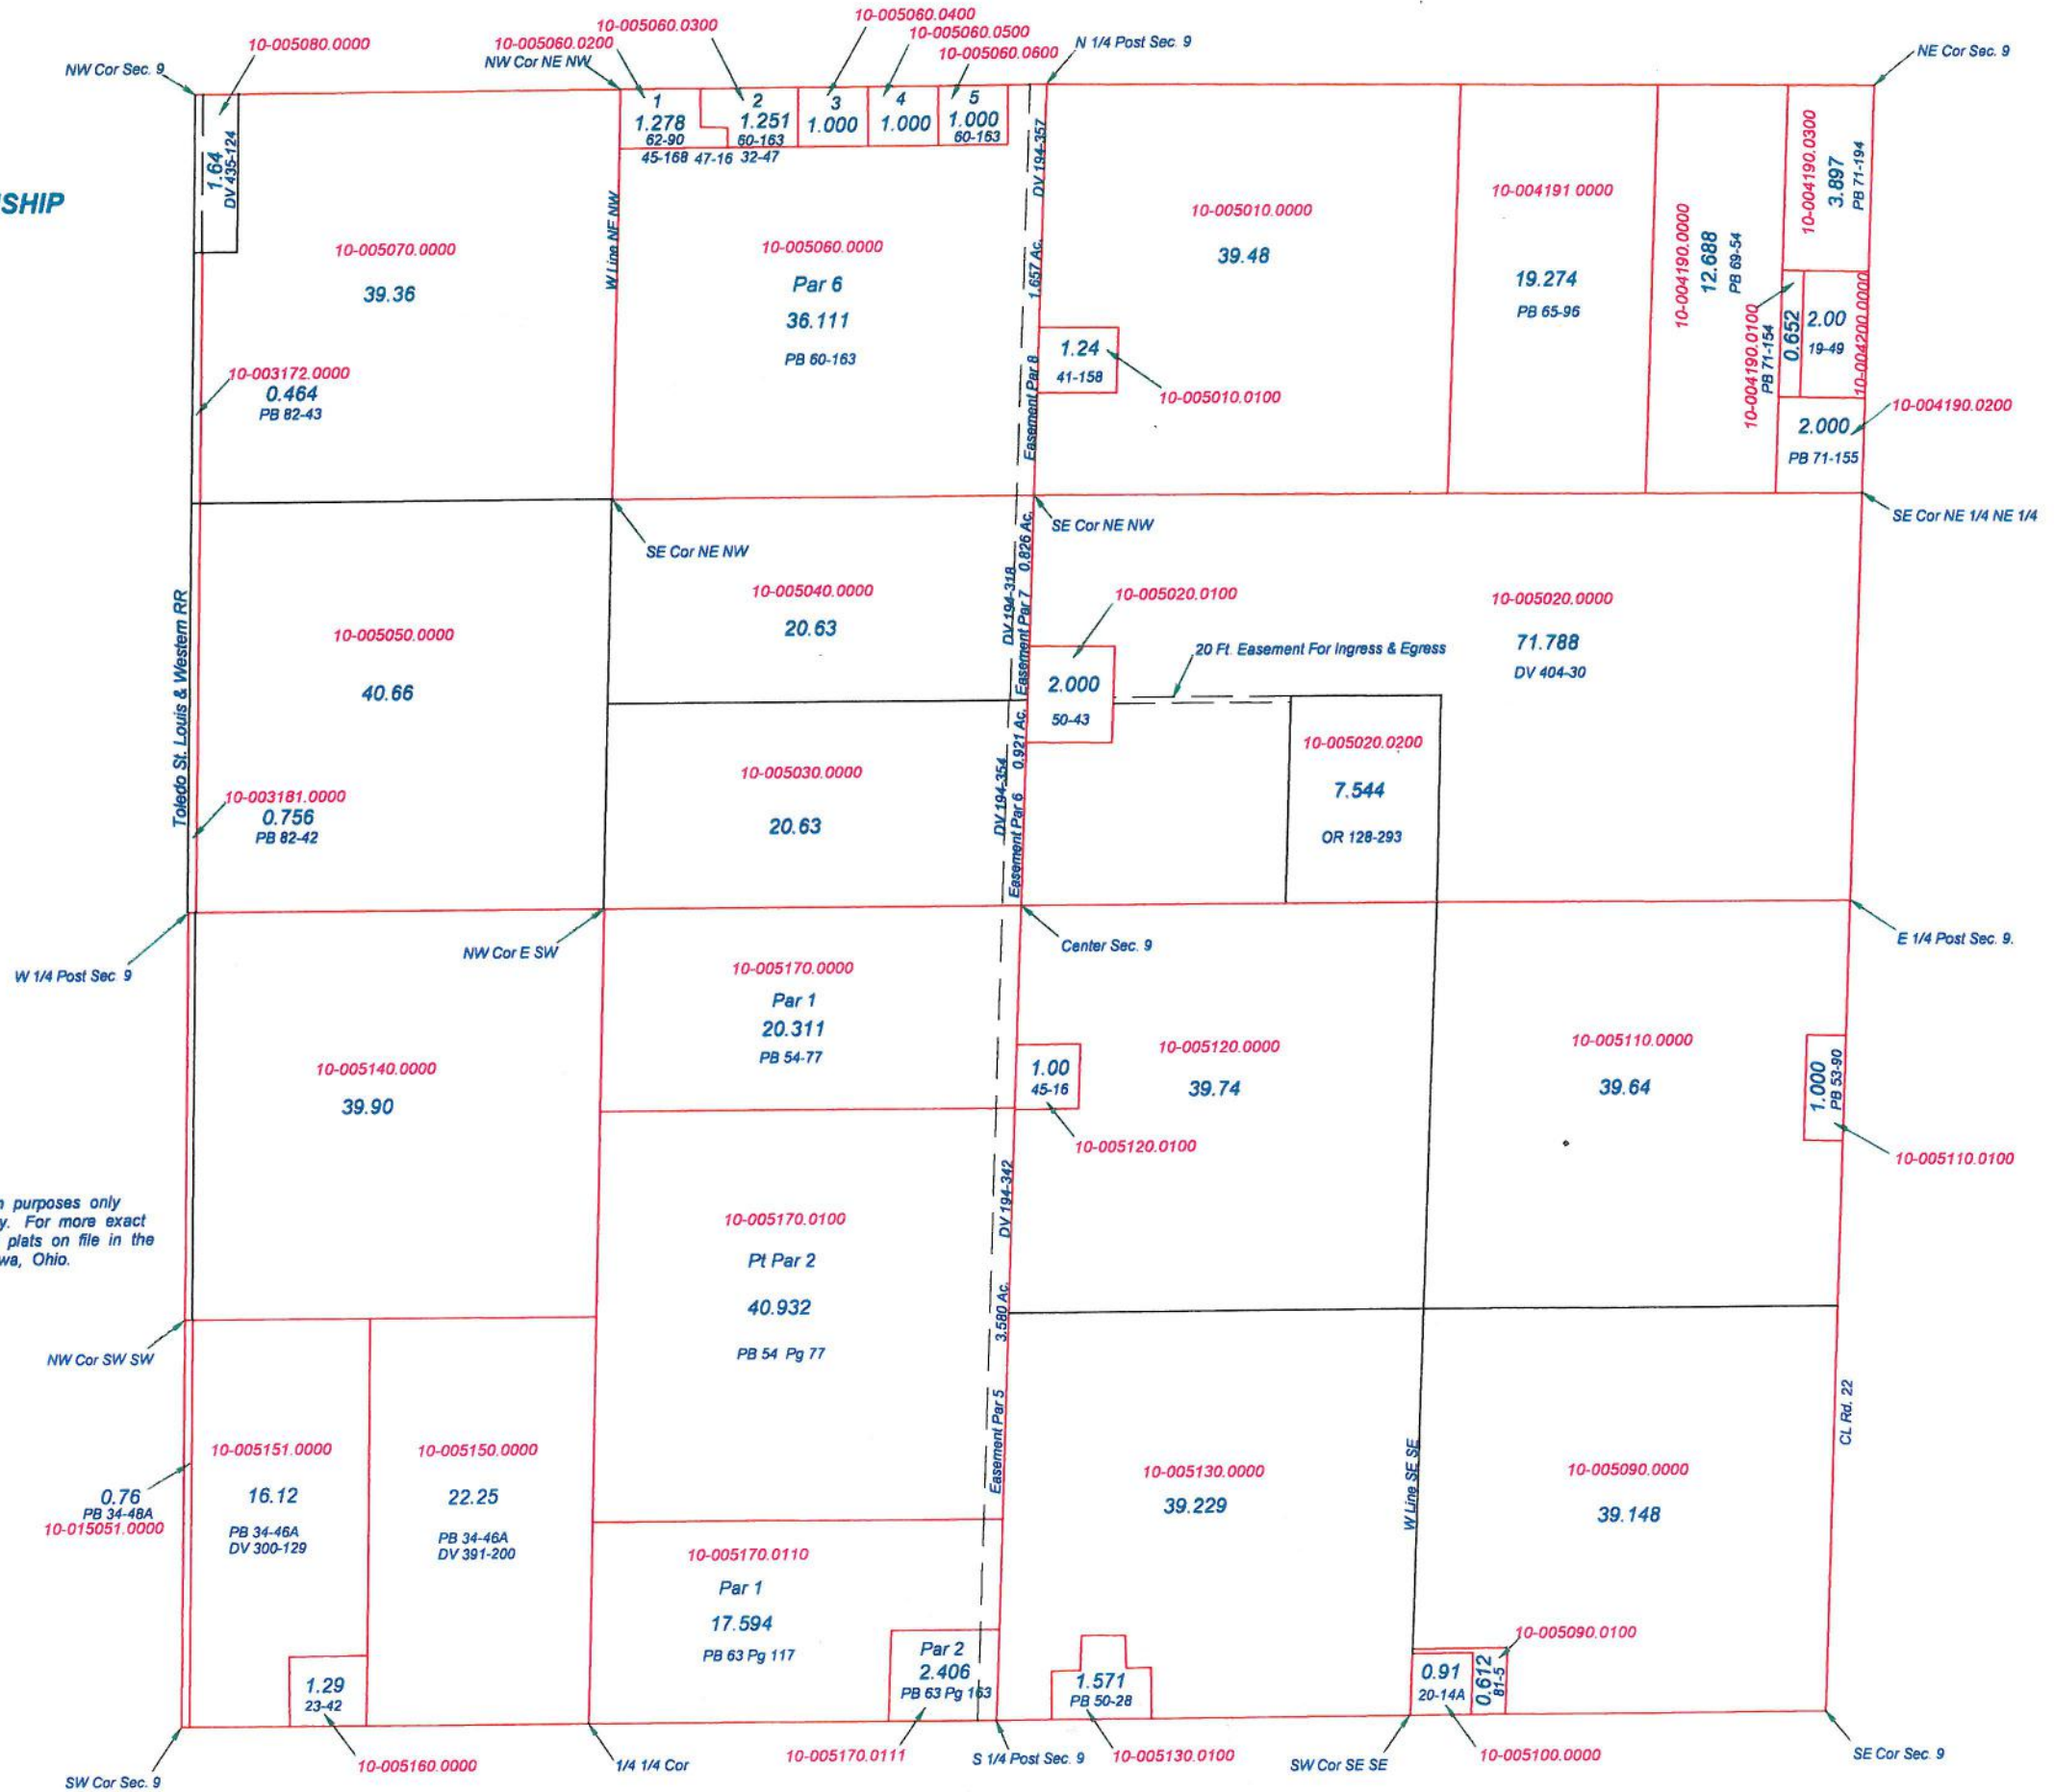 10-005060.0400
10-005060.0300
10-005060.0500
10-005080.0000
10-005060.0200
10-005060.0600
N 1/4 Post Sec. 9
NE Cor Sec. 9
NW Cor Sec. 9
NW Cor NE NW
1
1.278
62-90
2
1.251
60-163
3
1.000
4
1.000
5
1.000
60-163
45-168 47-16 32-47
1.64
DV 435-124
SHIP
10-005070.0000
39.36
W Line NE NW
10-005060.0000
Par 6
36.111
PB 60-163
DV 194-357
1.657 Ac.
Easement Par 8
10-005010.0000
39.48
1.24
41-158
10-005010.0100
10-004191 0000
19.274
PB 65-96
10-004190.0000
12.688
PB 69-54
10-004190.0300
3.897
PB 71-194
10-004190.0100
PB 71-154
0.652
2.00
19-49
10-004200.0000
10-004190.0200
2.000
PB 71-155
10-003172.0000
0.464
PB 82-43
SE Cor NE NW
SE Cor NE NW
SE Cor NE 1/4 NE 1/4
Toledo St. Louis & Western RR
10-005050.0000
40.66
10-003181.0000
0.756
PB 82-42
10-005040.0000
20.63
10-005030.0000
20.63
0.826 Ac.
DV 194-318
Easement Par 7
0.921 Ac.
DV 194-354
Easement Par 6
10-005020.0100
2.000
50-43
20 Ft. Easement For Ingress & Egress
10-005020.0000
71.788
DV 404-30
10-005020.0200
7.544
OR 128-293
W 1/4 Post Sec 9
NW Cor E SW
Center Sec. 9
E 1/4 Post Sec. 9.
10-005170.0000
Par 1
20.311
PB 54-77
10-005140.0000
39.90
1.00
45-16
10-005120.0000
39.74
10-005120.0100
10-005110.0000
39.64
1.000
PB 53-90
10-005110.0100
purposes only
y. For more exact
plats on file in the
wa, Ohio.
10-005170.0100
Pt Par 2
40.932
PB 54 Pg 77
DV 194-342
3.580 Ac.
Easement Par 5
NW Cor SW SW
10-005151.0000
16.12
PB 34-46A
DV 300-129
10-005150.0000
22.25
PB 34-46A
DV 391-200
0.76
PB 34-48A
10-015051.0000
10-005130.0000
39.229
W Line SE SE
10-005090.0000
39.148
CL Rd. 22
10-005170.0110
Par 1
17.594
PB 63 Pg 117
Par 2
2.406
PB 63 Pg 163
1.29
23-42
1.571
PB 50-28
0.91
20-14A
0.612
81-5
10-005090.0100
SW Cor Sec. 9
10-005160.0000
1/4 1/4 Cor
10-005170.0111
S 1/4 Post Sec. 9
10-005130.0100
SW Cor SE SE
10-005100.0000
SE Cor Sec. 9